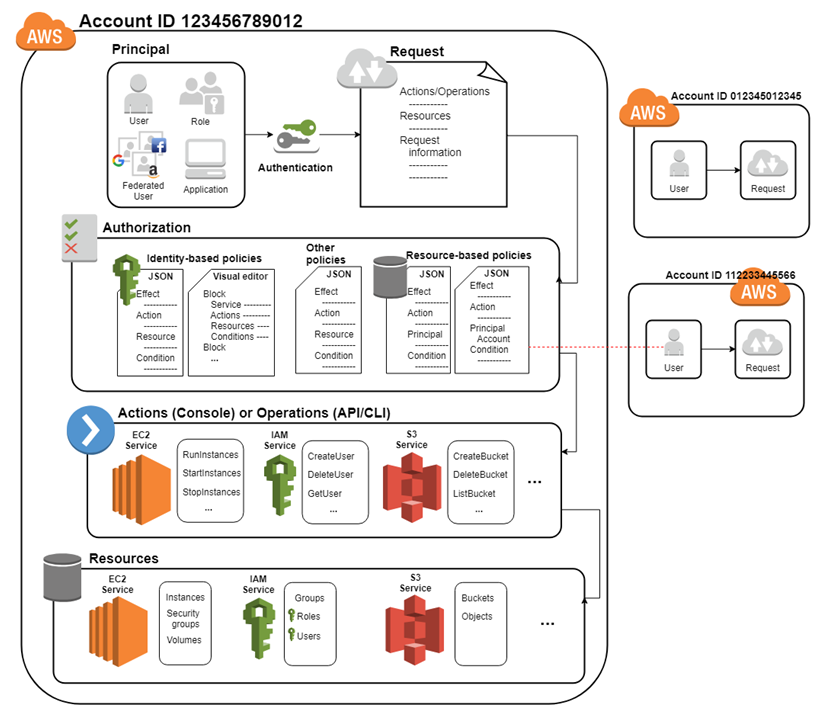 AWS
Account ID 123456789012
Principal
User
Role
Federated
User
Application
Authentication
Request
Actions/Operations
-----------
Resources
-----------
Request
information
-----------
-----------
Authorization
Identity-based policies
JSON
Effect
-----------
Action
-----------
Resource
-----------
Condition
-----------
Visual editor
Block
Service ---------
Actions ---------
Resources ----
Conditions ----
Block
...
Other
policies
JSON
Effect
-----------
Action
-----------
Resource
-----------
Condition
-----------
Resource-based policies
JSON
Effect
-----------
Action
-----------
Principal
-----------
Condition
-----------
JSON
Effect
-----------
Action
-----------
Principal
Account
Condition
-----------
Actions (Console) or Operations (API/CLI)
EC2
Service
RunInstances
StartInstances
StopInstances
...
IAM
Service
CreateUser
DeleteUser
GetUser
...
S3
Service
CreateBucket
DeleteBucket
ListBucket
...
...
Resources
EC2
Service
Instances
Security
groups
Volumes
IAM
Service
Groups
Roles
Users
S3
Service
Buckets
Objects
...
Account ID 012345012345
AWS
User
Request
Account ID 112233445566
AWS
User
Request